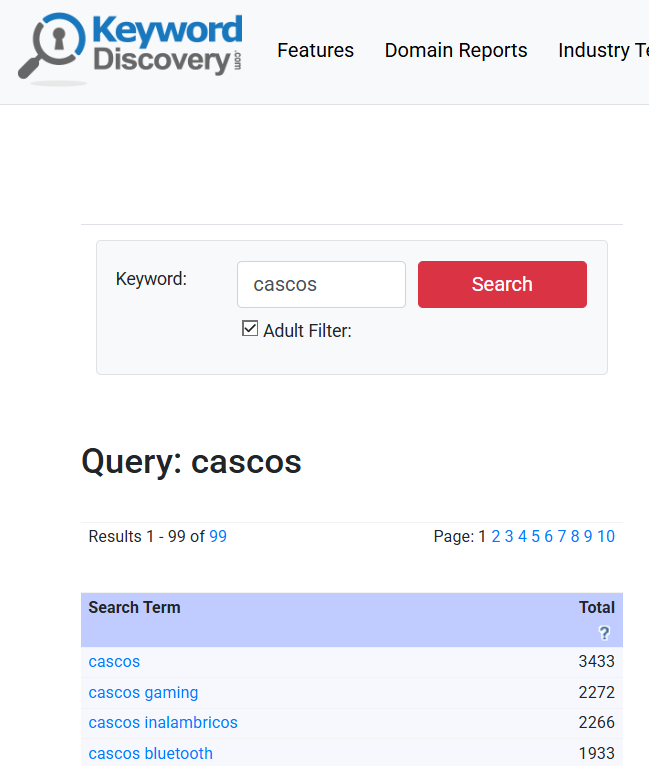 Keyword
Discovery.com
Features Domain Reports Industry Te
Keyword: cascos Search
Adult Filter:
Query: cascos
Results 1 - 99 of 99 Page: 1 2 3 4 5 6 7 8 9 10
Search Term Total
?
cascos 3433
cascos gaming 2272
cascos inalambricos 2266
cascos bluetooth 1933